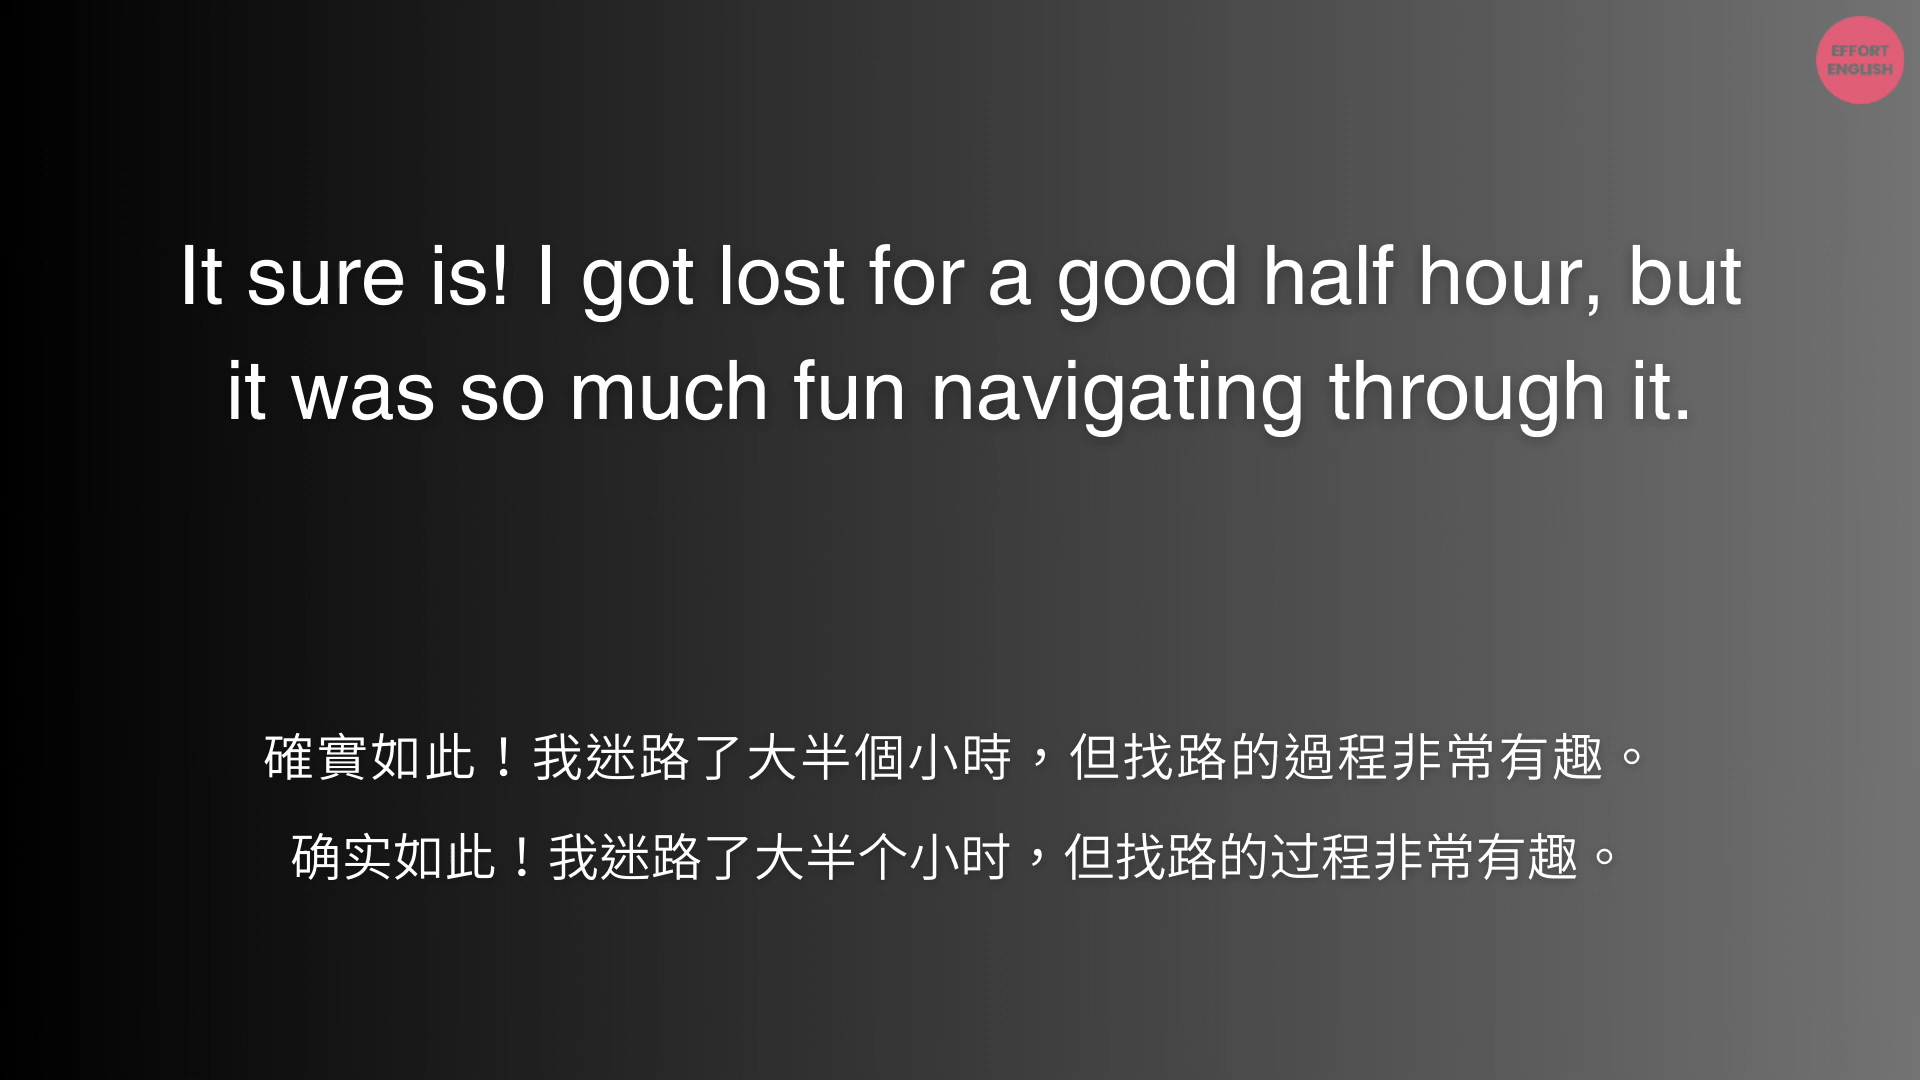 EFFORT
ENGLISH
It sure is! I got lost for a good half hour, but
it was so much fun navigating through it.
確實如此！我迷路了大半個小時，但找路的過程非常有趣。
确实如此！我迷路了大半个小时，但找路的过程非常有趣。